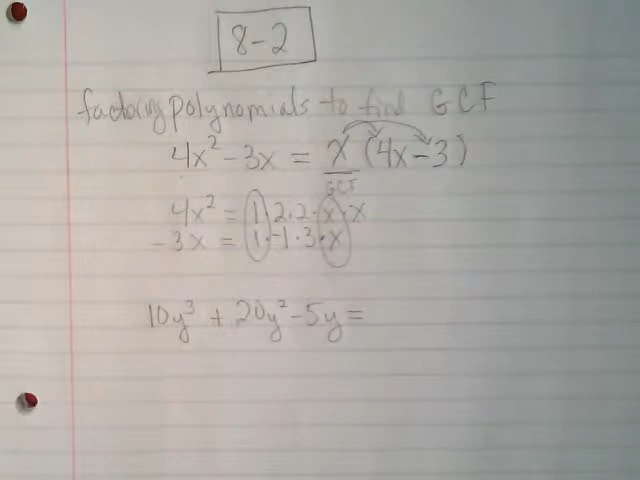 8-2
factoring polynomials to find GCF
4x² - 3x = x (4x - 3)
GCF
4x² = 1·2·2·x·x
-3x = 1·-1·3·x
10y³ + 20y² - 5y =